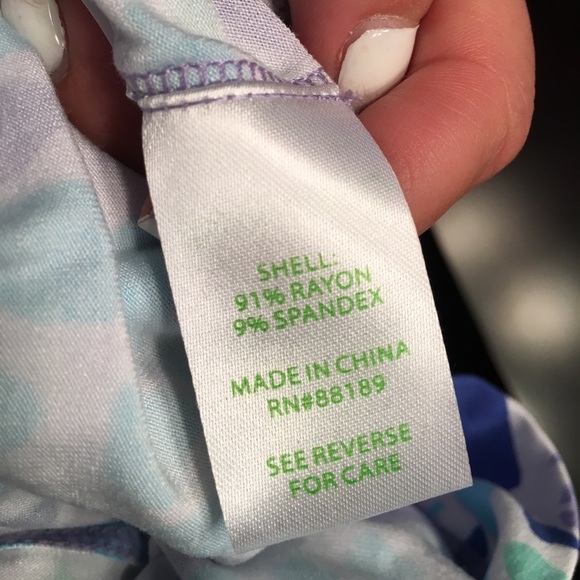 SHELL:
91% RAYON
9% SPANDEX
MADE IN CHINA
RN#88189
SEE REVERSE
FOR CARE